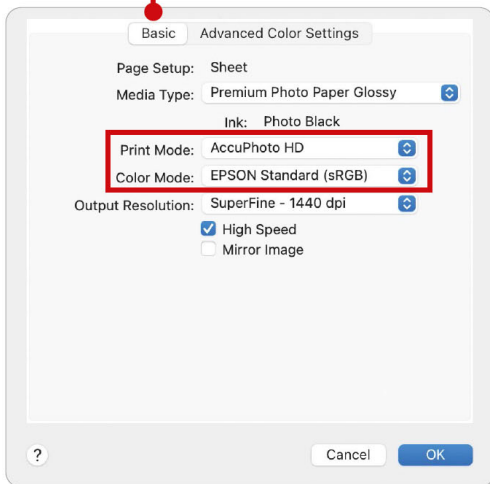 Basic Advanced Color Settings
Page Setup: Sheet
Media Type: Premium Photo Paper Glossy
Ink: Photo Black
Print Mode: AccuPhoto HD
Color Mode: EPSON Standard (sRGB)
Output Resolution: SuperFine - 1440 dpi
High Speed
Mirror Image
? Cancel OK